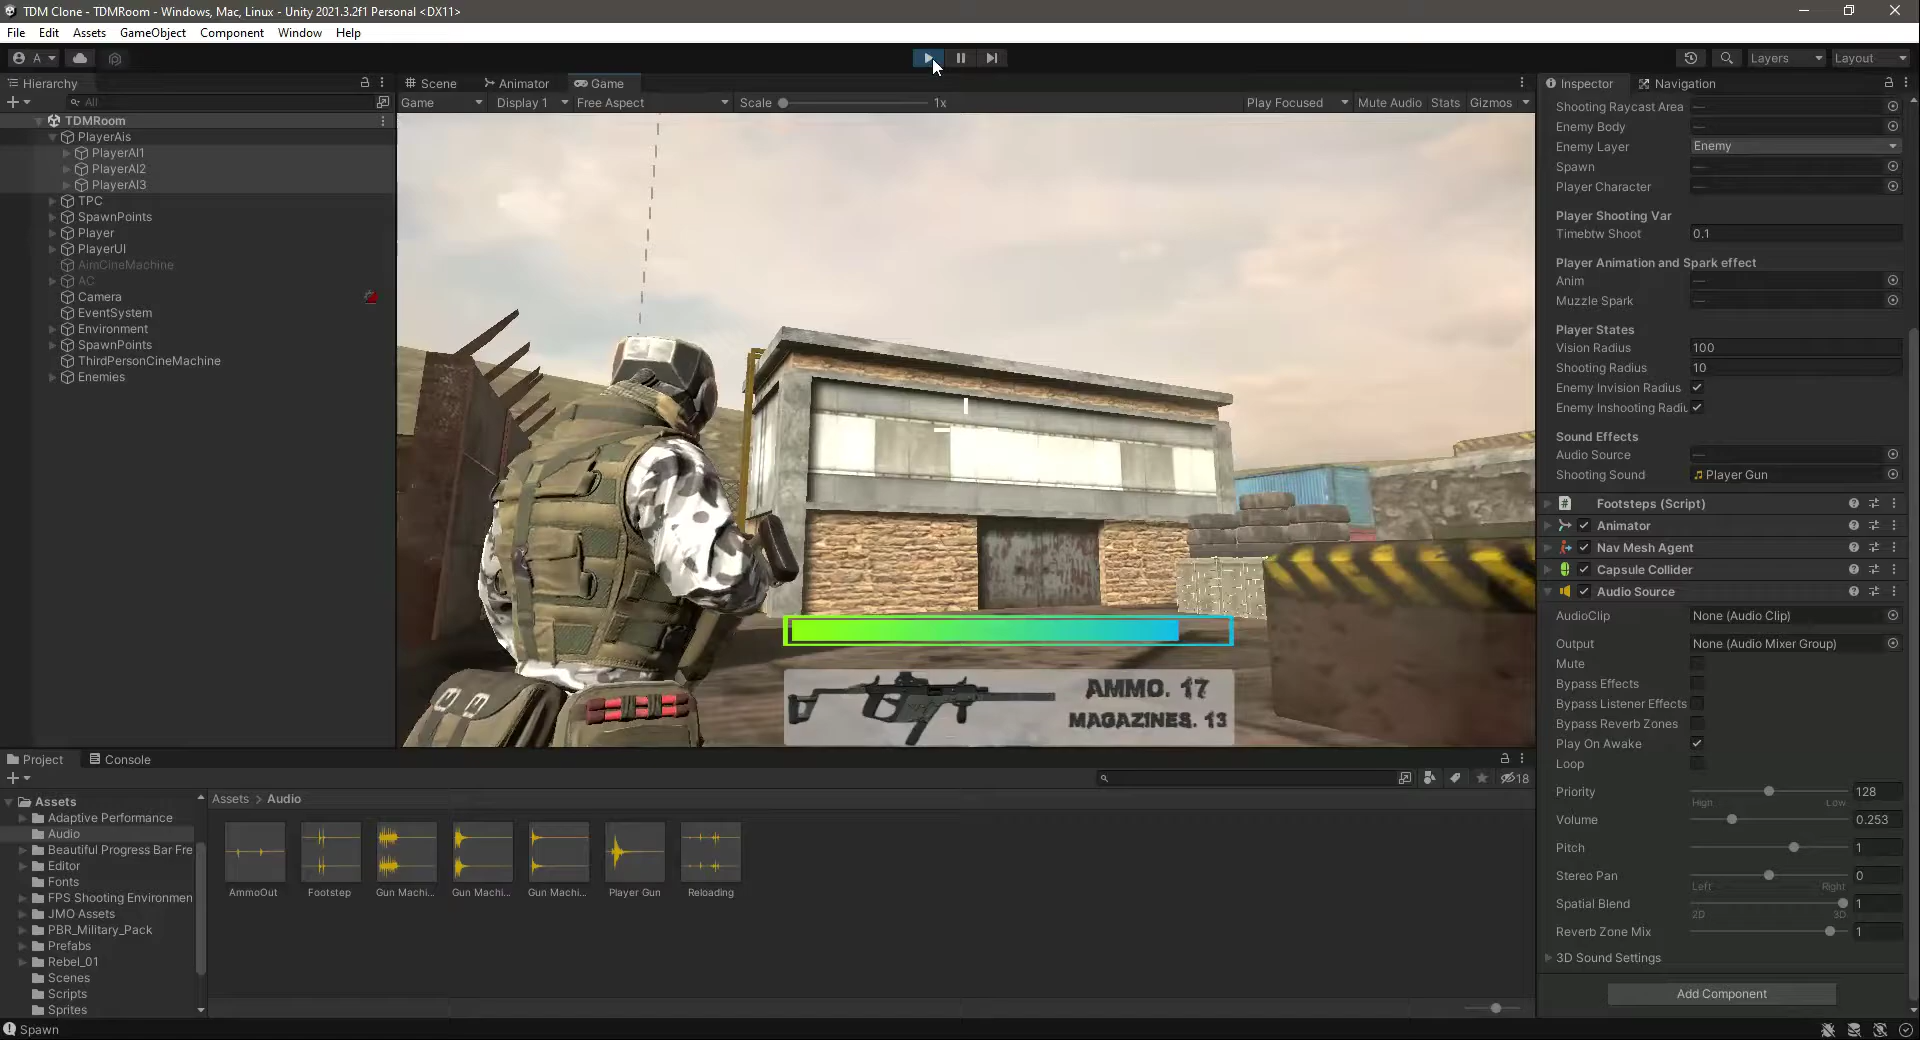 TDM Clone - TDMRoom - Windows, Mac, Linux - Unity 2021.3.2f1 Personal <DX11>
File Edit Assets GameObject Component Window Help
A Layers Layout
Hierarchy
All
TDMRoom
PlayerAis
PlayerAI1
PlayerAI2
PlayerAI3
TPC
SpawnPoints
Player
PlayerUI
AimCineMachine
AC
Camera
EventSystem
Environment
SpawnPoints
ThirdPersonCineMachine
Enemies
Scene Animator Game
Game Display 1 Free Aspect Scale 1x Play Focused Mute Audio Stats Gizmos
AMMO. 17
MAGAZINES. 13
Inspector Navigation
Shooting Raycast Area —
Enemy Body —
Enemy Layer Enemy
Spawn —
Player Character —
Player Shooting Var
Timebtw Shoot 0.1
Player Animation and Spark effect
Anim —
Muzzle Spark —
Player States
Vision Radius 100
Shooting Radius 10
Enemy Invision Radius
Enemy Inshooting Radiu
Sound Effects
Audio Source —
Shooting Sound Player Gun
Footsteps (Script)
Animator
Nav Mesh Agent
Capsule Collider
Audio Source
AudioClip None (Audio Clip)
Output None (Audio Mixer Group)
Mute
Bypass Effects
Bypass Listener Effects
Bypass Reverb Zones
Play On Awake
Loop
Priority 128
High Low
Volume 0.253
Pitch 1
Stereo Pan 0
Left Right
Spatial Blend 1
2D 3D
Reverb Zone Mix 1
3D Sound Settings
Add Component
Project Console
18
Assets
Adaptive Performance
Audio
Beautiful Progress Bar Fre
Editor
Fonts
FPS Shooting Environmen
JMO Assets
PBR_Military_Pack
Prefabs
Rebel_01
Scenes
Scripts
Sprites
Assets > Audio
AmmoOut Footstep Gun Machi... Gun Machi... Gun Machi... Player Gun Reloading
Spawn